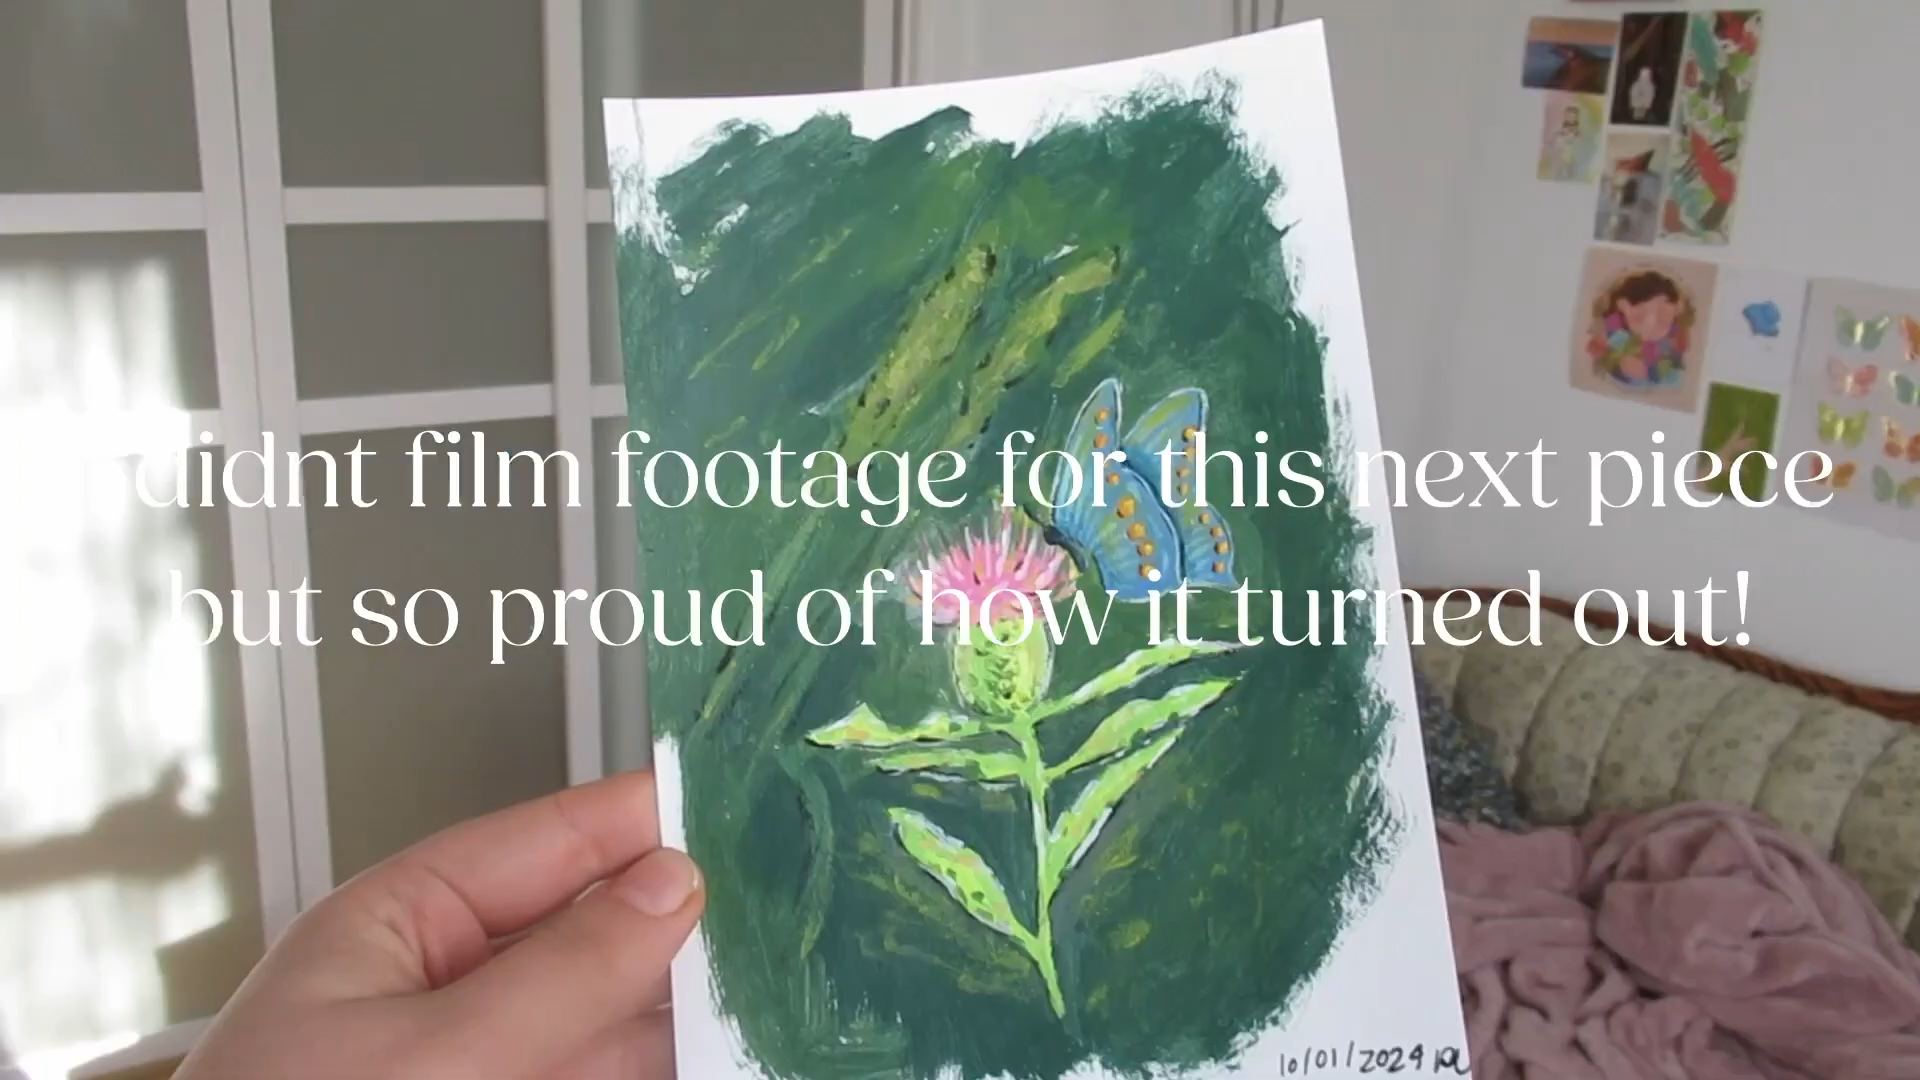 didnt film footage for this next piece
but so proud of how it turned out!
10/01/2024